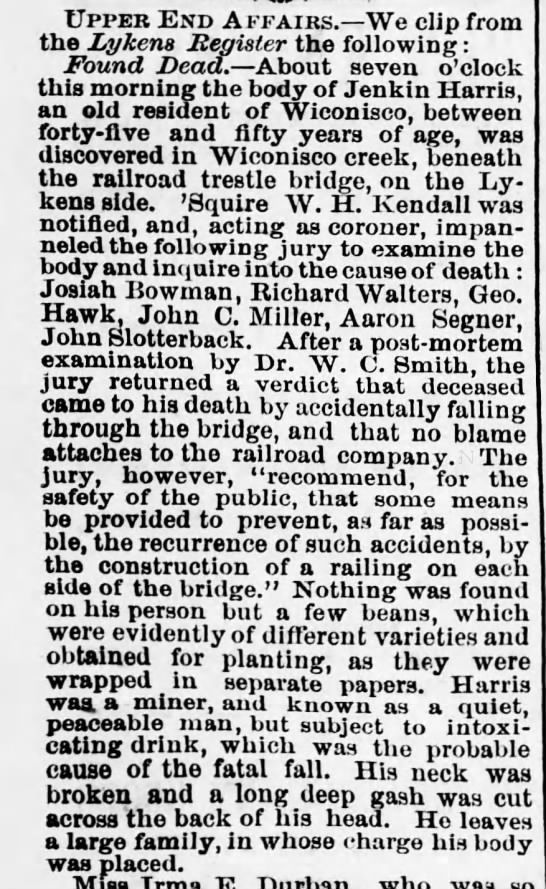 UPPER END AFFAIRS.—We clip from
the Lykens Register the following:
Found Dead.—About seven o'clock
this morning the body of Jenkin Harris,
an old resident of Wiconisco, between
forty-five and fifty years of age, was
discovered in Wiconisco creek, beneath
the railroad trestle bridge, on the Ly-
kens side. 'Squire W. H. Kendall was
notified, and, acting as coroner, impan-
neled the following jury to examine the
body and inquire into the cause of death:
Josiah Bowman, Richard Walters, Geo.
Hawk, John C. Miller, Aaron Segner,
John Slotterback. After a post-mortem
examination by Dr. W. C. Smith, the
jury returned a verdict that deceased
came to his death by accidentally falling
through the bridge, and that no blame
attaches to the railroad company. The
jury, however, "recommend, for the
safety of the public, that some means
be provided to prevent, as far as possi-
ble, the recurrence of such accidents, by
the construction of a railing on each
side of the bridge." Nothing was found
on his person but a few beans, which
were evidently of different varieties and
obtained for planting, as they were
wrapped in separate papers. Harris
was a miner, and known as a quiet,
peaceable man, but subject to intoxi-
cating drink, which was the probable
cause of the fatal fall. His neck was
broken and a long deep gash was cut
across the back of his head. He leaves
a large family, in whose charge his body
was placed.
Miss Irma E. Durban, who was so